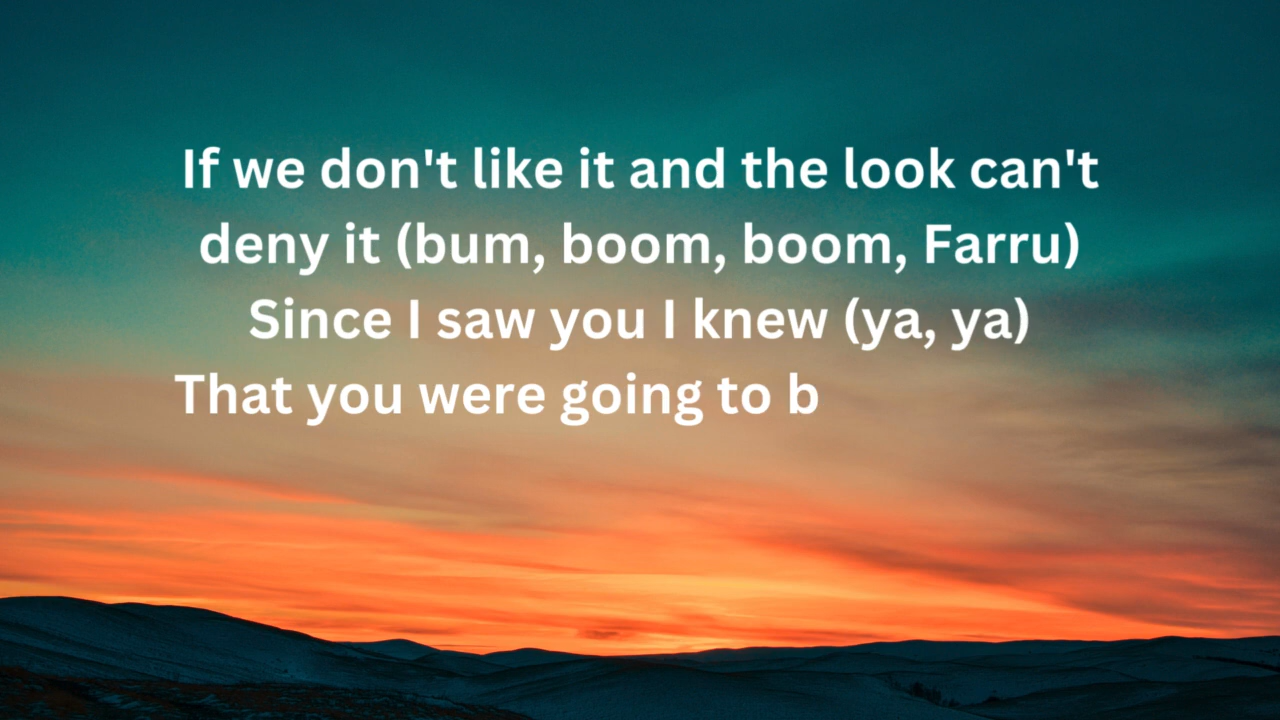 If we don't like it and the look can't
deny it (bum, boom, boom, Farru)
Since I saw you I knew (ya, ya)
That you were going to b